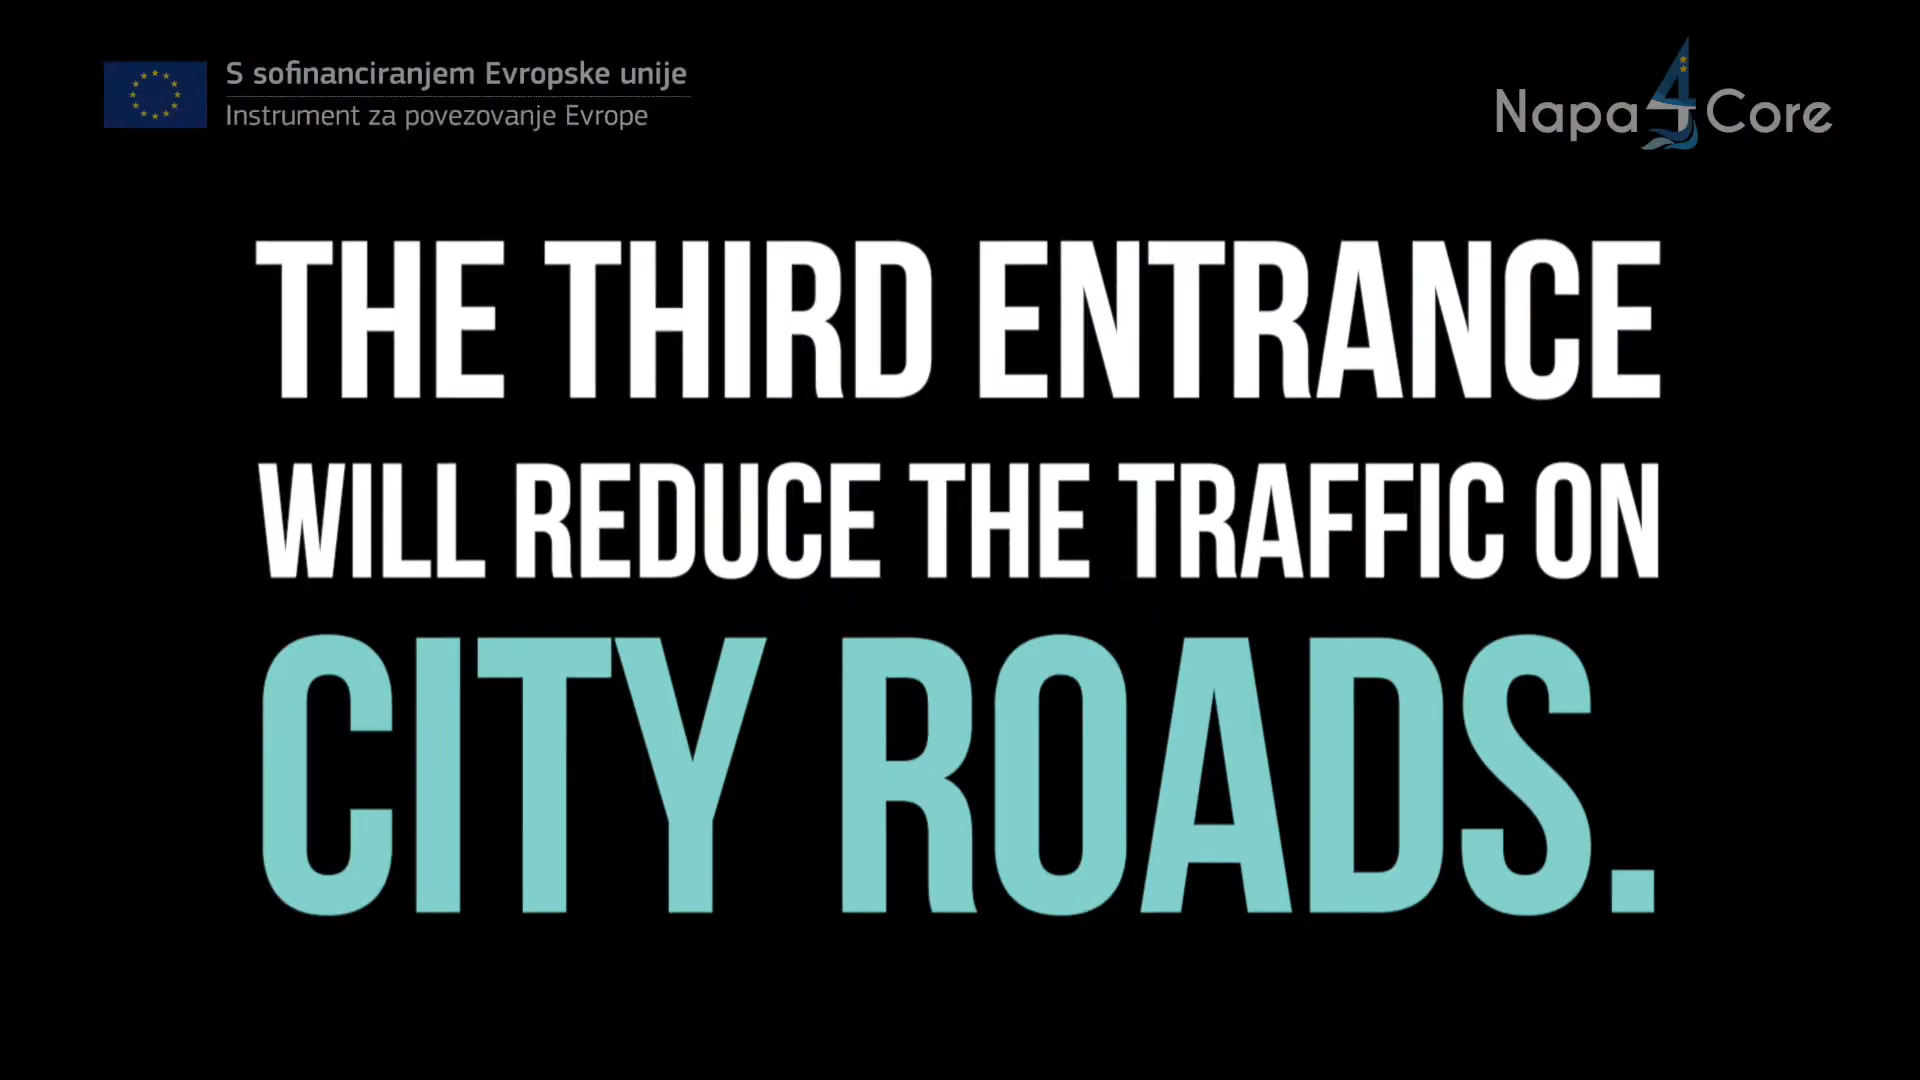 S sofinanciranjem Evropske unije
Instrument za povezovanje Evrope
Napa4Core
THE THIRD ENTRANCE
WILL REDUCE THE TRAFFIC ON
CITY ROADS.